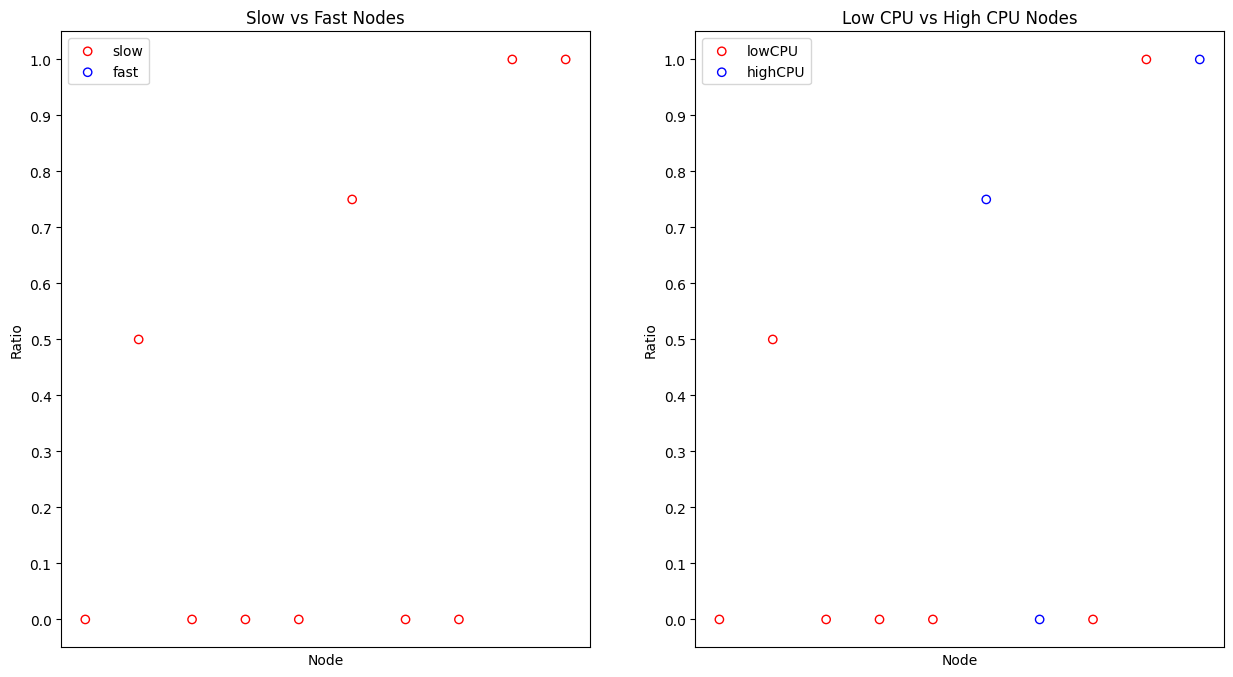 Slow vs Fast Nodes
slow
fast
1.0
0.9
0.8
0.7
0.6
0.5
0.4
0.3
0.2
0.1
0.0
Ratio
Node
Low CPU vs High CPU Nodes
lowCPU
highCPU
1.0
0.9
0.8
0.7
0.6
0.5
0.4
0.3
0.2
0.1
0.0
Ratio
Node